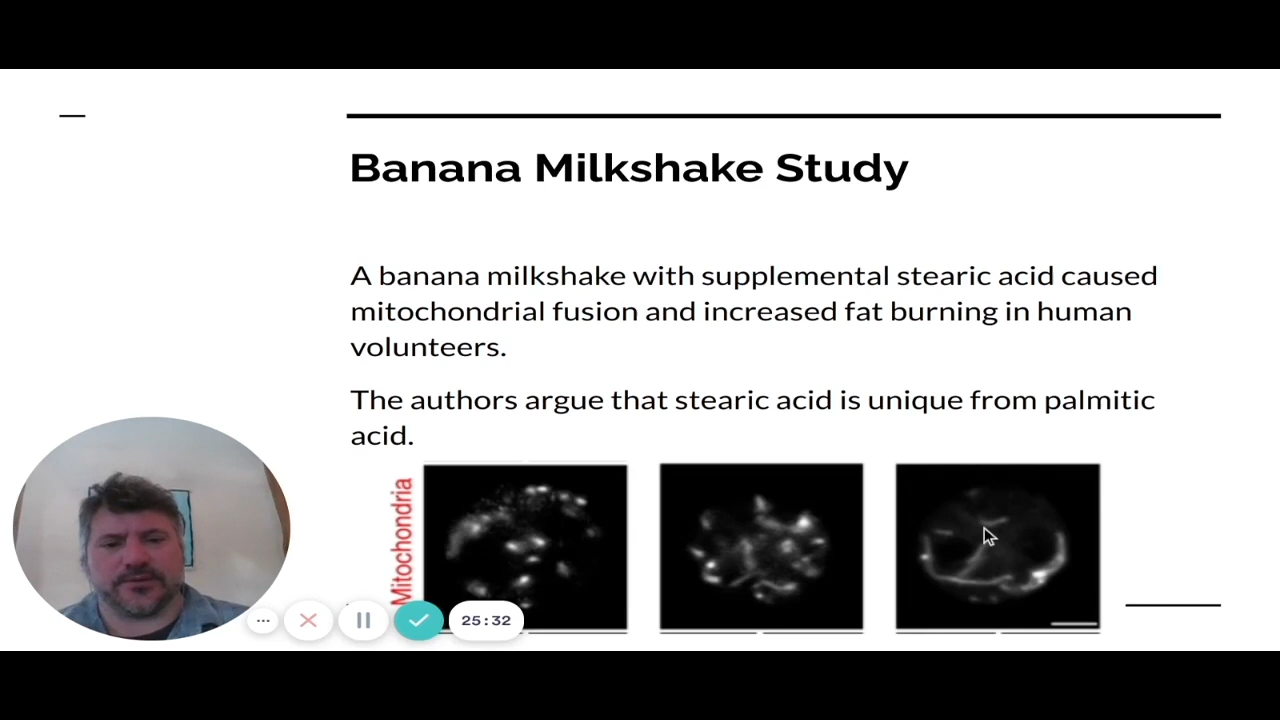 Banana Milkshake Study
A banana milkshake with supplemental stearic acid caused
mitochondrial fusion and increased fat burning in human
volunteers.
The authors argue that stearic acid is unique from palmitic
acid.
Mitochondria
25:32